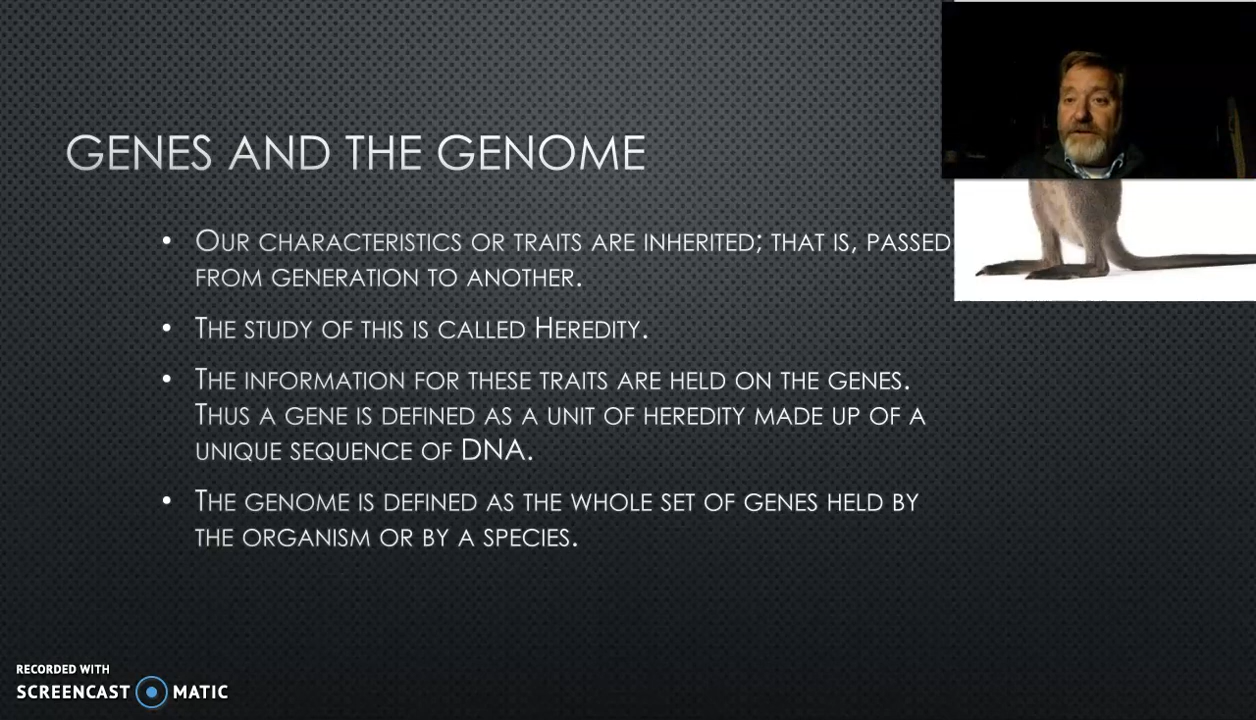 GENES AND THE GENOME
• OUR CHARACTERISTICS OR TRAITS ARE INHERITED; THAT IS, PASSED
FROM GENERATION TO ANOTHER.
• THE STUDY OF THIS IS CALLED HEREDITY.
• THE INFORMATION FOR THESE TRAITS ARE HELD ON THE GENES.
THUS A GENE IS DEFINED AS A UNIT OF HEREDITY MADE UP OF A
UNIQUE SEQUENCE OF DNA.
• THE GENOME IS DEFINED AS THE WHOLE SET OF GENES HELD BY
THE ORGANISM OR BY A SPECIES.
RECORDED WITH
SCREENCAST MATIC